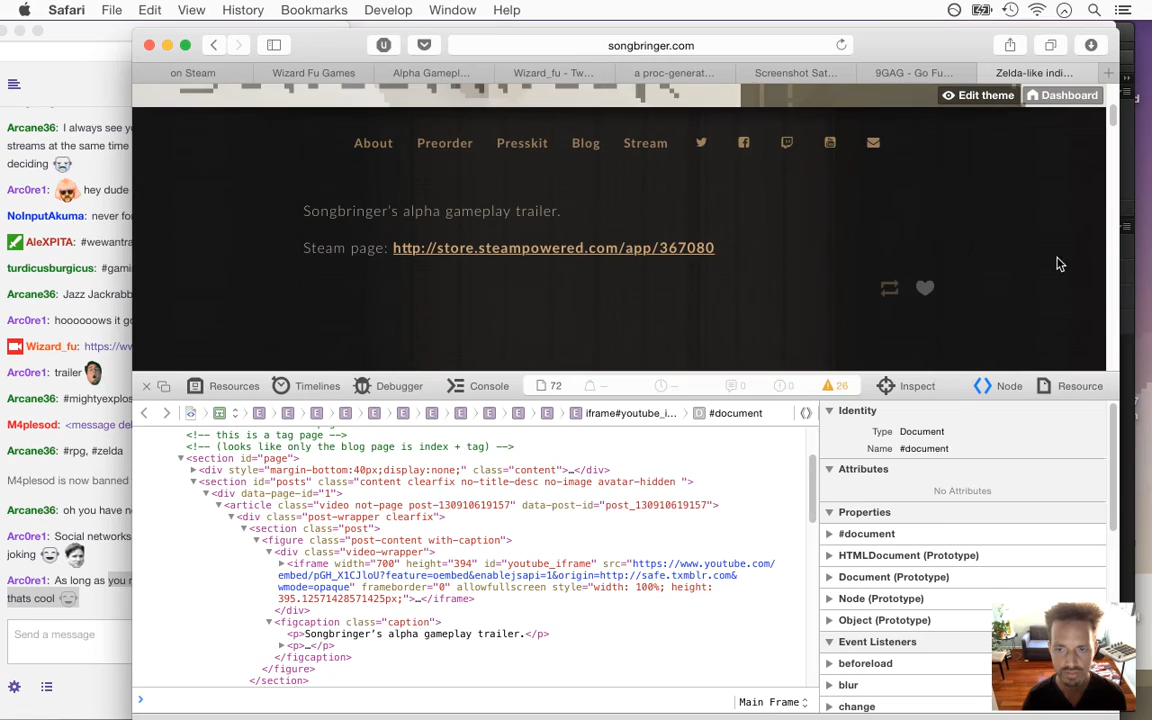 Safari File Edit View History Bookmarks Develop Window Help
songbringer.com
on Steam
Wizard Fu Games
Alpha Gamepl...
Wizard_fu - Tw...
a proc-generat...
Screenshot Sat...
9GAG - Go Fu...
Zelda-like indi...
Edit theme
Dashboard
About Preorder Presskit Blog Stream
Songbringer's alpha gameplay trailer.
Steam page: http://store.steampowered.com/app/367080
Arcane36: I always see y
streams at the same time
deciding
Arc0re1: hey dude
NoInputAkuma: never fo
AleXPITA: #wewantra
turdicusburgicus: #gami
Arcane36: Jazz Jackrabb
Arc0re1: hoooooows it go
Wizard_fu: https://ww
Arc0re1: trailer
Arcane36: #mightyexplos
M4plesod: <message del
Arcane36: #rpg, #zelda
M4plesod is now banned
Arcane36: oh you have n
Arc0re1: Social networks
joking
Arc0re1: As long as you r
thats cool
Send a message
Resources Timelines Debugger Console 72 – – 0 0 26 Inspect Node Resource
E E E E E E E E E E E iframe#youtube_i... D #document
<!-- this is a tag page -->
<!-- (looks like only the blog page is index + tag) -->
<section id="page">
<div style="margin-bottom:40px;display:none;" class="content">…</div>
<section id="posts" class="content clearfix no-title-desc no-image avatar-hidden ">
<div data-page-id="1">
<article class="video not-page post-130910619157" data-post-id="post_130910619157">
<div class="post-wrapper clearfix">
<section class="post">
<figure class="post-content with-caption">
<div class="video-wrapper">
<iframe width="700" height="394" id="youtube_iframe" src="https://www.youtube.com/
embed/pGH_X1CJloU?feature=oembed&enablejsapi=1&origin=http://safe.txmblr.com&
wmode=opaque" frameborder="0" allowfullscreen style="width: 100%; height:
395.12571428571425px;">…</iframe>
</div>
<figcaption class="caption">
<p>Songbringer's alpha gameplay trailer.</p>
<p>…</p>
</figcaption>
</figure>
</section>
Main Frame
Identity
Type Document
Name #document
Attributes
No Attributes
Properties
#document
HTMLDocument (Prototype)
Document (Prototype)
Node (Prototype)
Object (Prototype)
Event Listeners
beforeload
blur
change